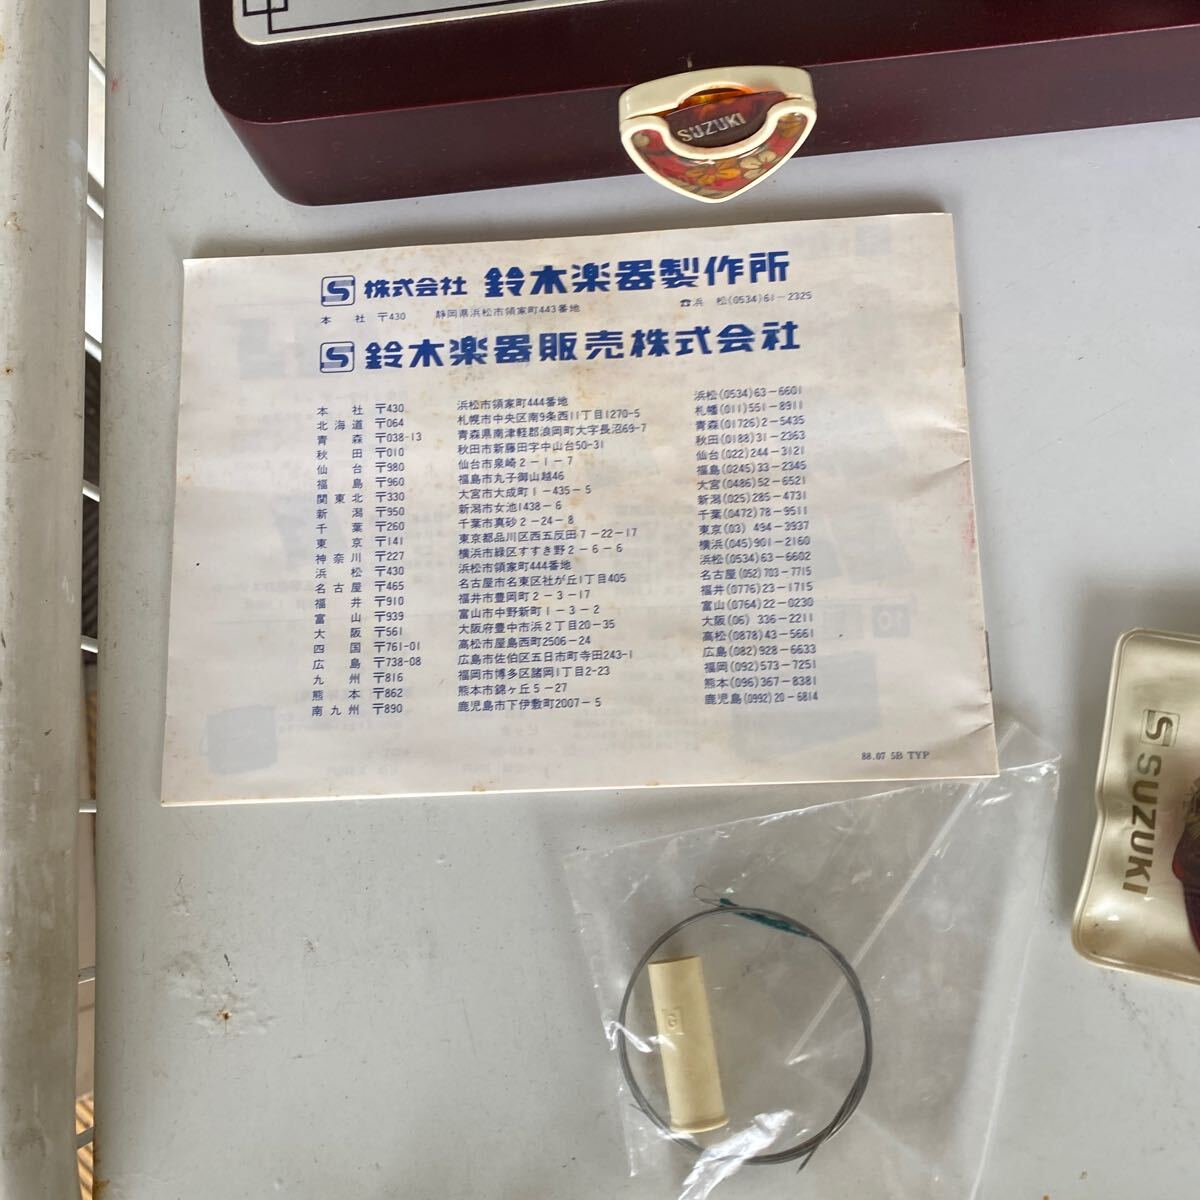 SUZUKI
S 株式会社 鈴木楽器製作所
本 社 〒430 静岡県浜松市領家町443番地 ☎浜 松(0534)61-2325
S 鈴木楽器販売株式会社
本 社 〒430 浜松市領家町444番地 浜松(0534)63-6601
北海道 〒064 札幌市中央区南9条西11丁目1270-5 札幌(011)551-8911
青 森 〒038-13 青森県南津軽郡浪岡町大字長沼69-7 青森(01726)2-5435
秋 田 〒010 秋田市新藤田字中山台50-31 秋田(0188)31-2363
仙 台 〒980 仙台市泉崎2-1-7 仙台(022)244-3121
福 島 〒960 福島市丸子御山越46 福島(0245)33-2345
関東北 〒330 大宮市大成町1-435-5 大宮(0486)52-6521
新 潟 〒950 新潟市女池1438-6 新潟(025)285-4731
千 葉 〒260 千葉市真砂2-24-8 千葉(0472)78-9511
東 京 〒141 東京都品川区西五反田7-22-17 東京(03)494-3937
神奈川 〒227 横浜市緑区すすき野2-6-6 横浜(045)901-2160
浜 松 〒430 浜松市領家町444番地 浜松(0534)63-6602
名古屋 〒465 名古屋市名東区社が丘1丁目405 名古屋(052)703-7715
福 井 〒910 福井市豊岡町2-3-17 福井(0776)23-1715
富 山 〒939 富山市中野新町1-3-2 富山(0764)22-0230
大 阪 〒561 大阪府豊中市浜2丁目20-35 大阪(06)336-2211
四 国 〒761-01 高松市屋島西町2506-24 高松(0878)43-5661
広 島 〒738-08 広島市佐伯区五日市町寺田243-1 広島(082)928-6633
九 州 〒816 福岡市博多区諸岡1丁目2-23 福岡(092)573-7251
熊 本 〒862 熊本市錦ヶ丘5-27 熊本(096)367-8381
南九州 〒890 鹿児島市下伊敷町2007-5 鹿児島(0992)20-6814
88.07 5B TYP
S SUZUKI
G